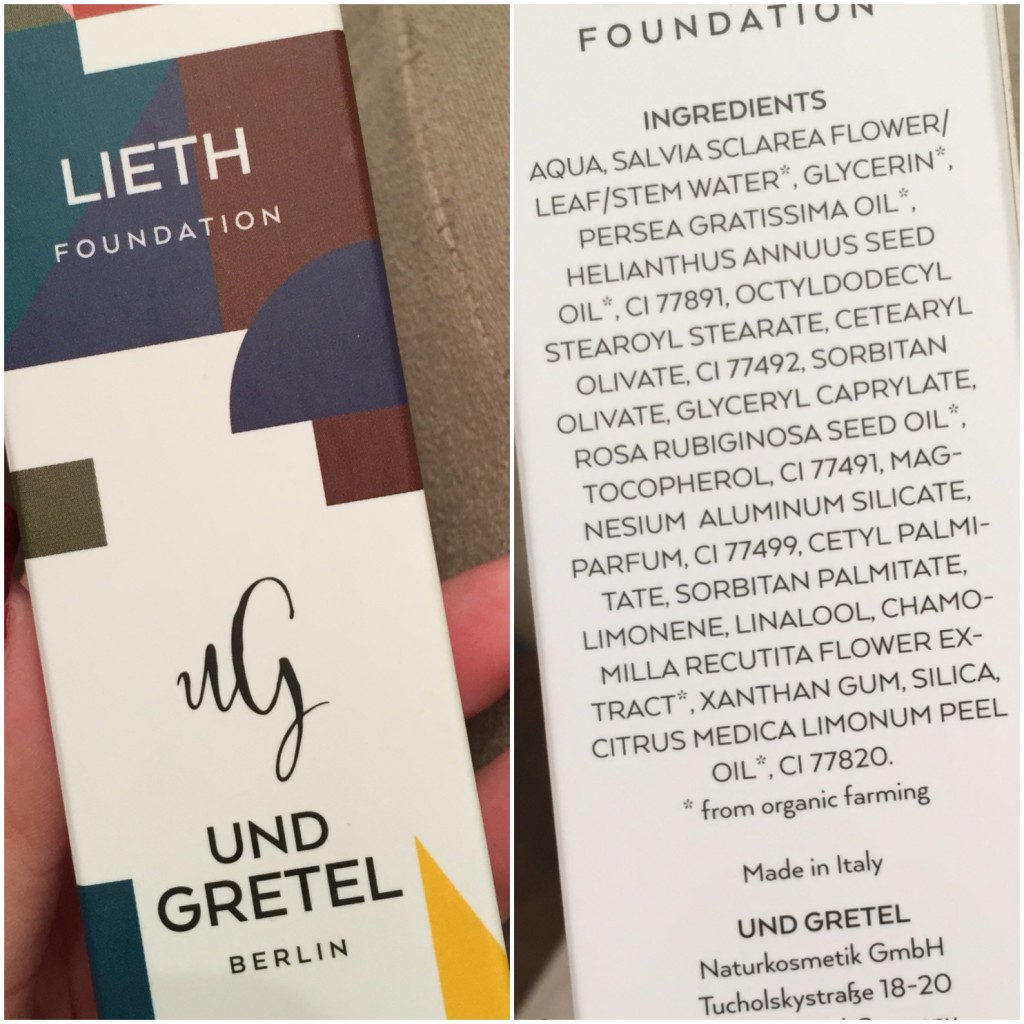 LIETH
FOUNDATION
uG
UND
GRETEL
BERLIN
FOUNDATION
INGREDIENTS
AQUA, SALVIA SCLAREA FLOWER/
LEAF/STEM WATER*, GLYCERIN*,
PERSEA GRATISSIMA OIL*,
HELIANTHUS ANNUUS SEED
OIL*, CI 77891, OCTYLDODECYL
STEAROYL STEARATE, CETEARYL
OLIVATE, CI 77492, SORBITAN
OLIVATE, GLYCERYL CAPRYLATE,
ROSA RUBIGINOSA SEED OIL*,
TOCOPHEROL, CI 77491, MAG-
NESIUM ALUMINUM SILICATE,
PARFUM, CI 77499, CETYL PALMI-
TATE, SORBITAN PALMITATE,
LIMONENE, LINALOOL, CHAMO-
MILLA RECUTITA FLOWER EX-
TRACT*, XANTHAN GUM, SILICA,
CITRUS MEDICA LIMONUM PEEL
OIL*, CI 77820.
* from organic farming
Made in Italy
UND GRETEL
Naturkosmetik GmbH
Tucholskystraße 18-20